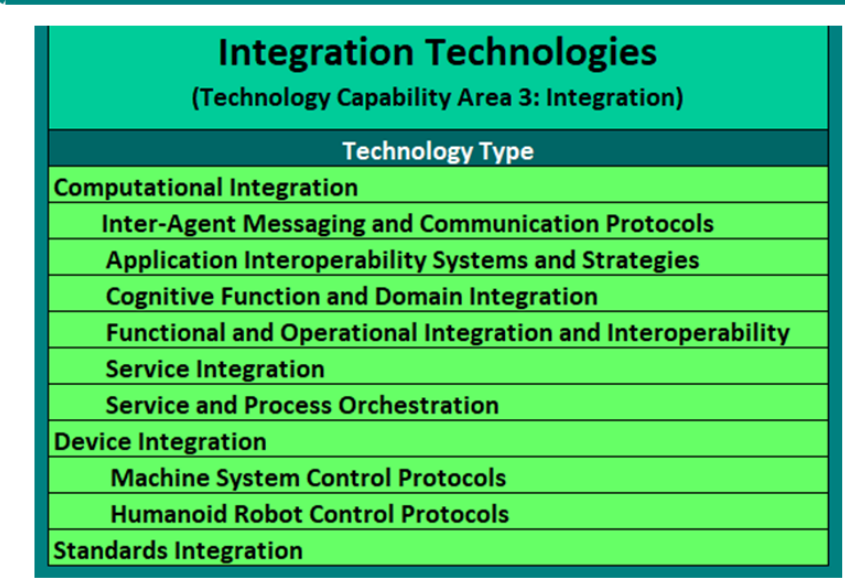 Integration Technologies
(Technology Capability Area 3: Integration)
Technology Type
Computational Integration
Inter-Agent Messaging and Communication Protocols
Application Interoperability Systems and Strategies
Cognitive Function and Domain Integration
Functional and Operational Integration and Interoperability
Service Integration
Service and Process Orchestration
Device Integration
Machine System Control Protocols
Humanoid Robot Control Protocols
Standards Integration